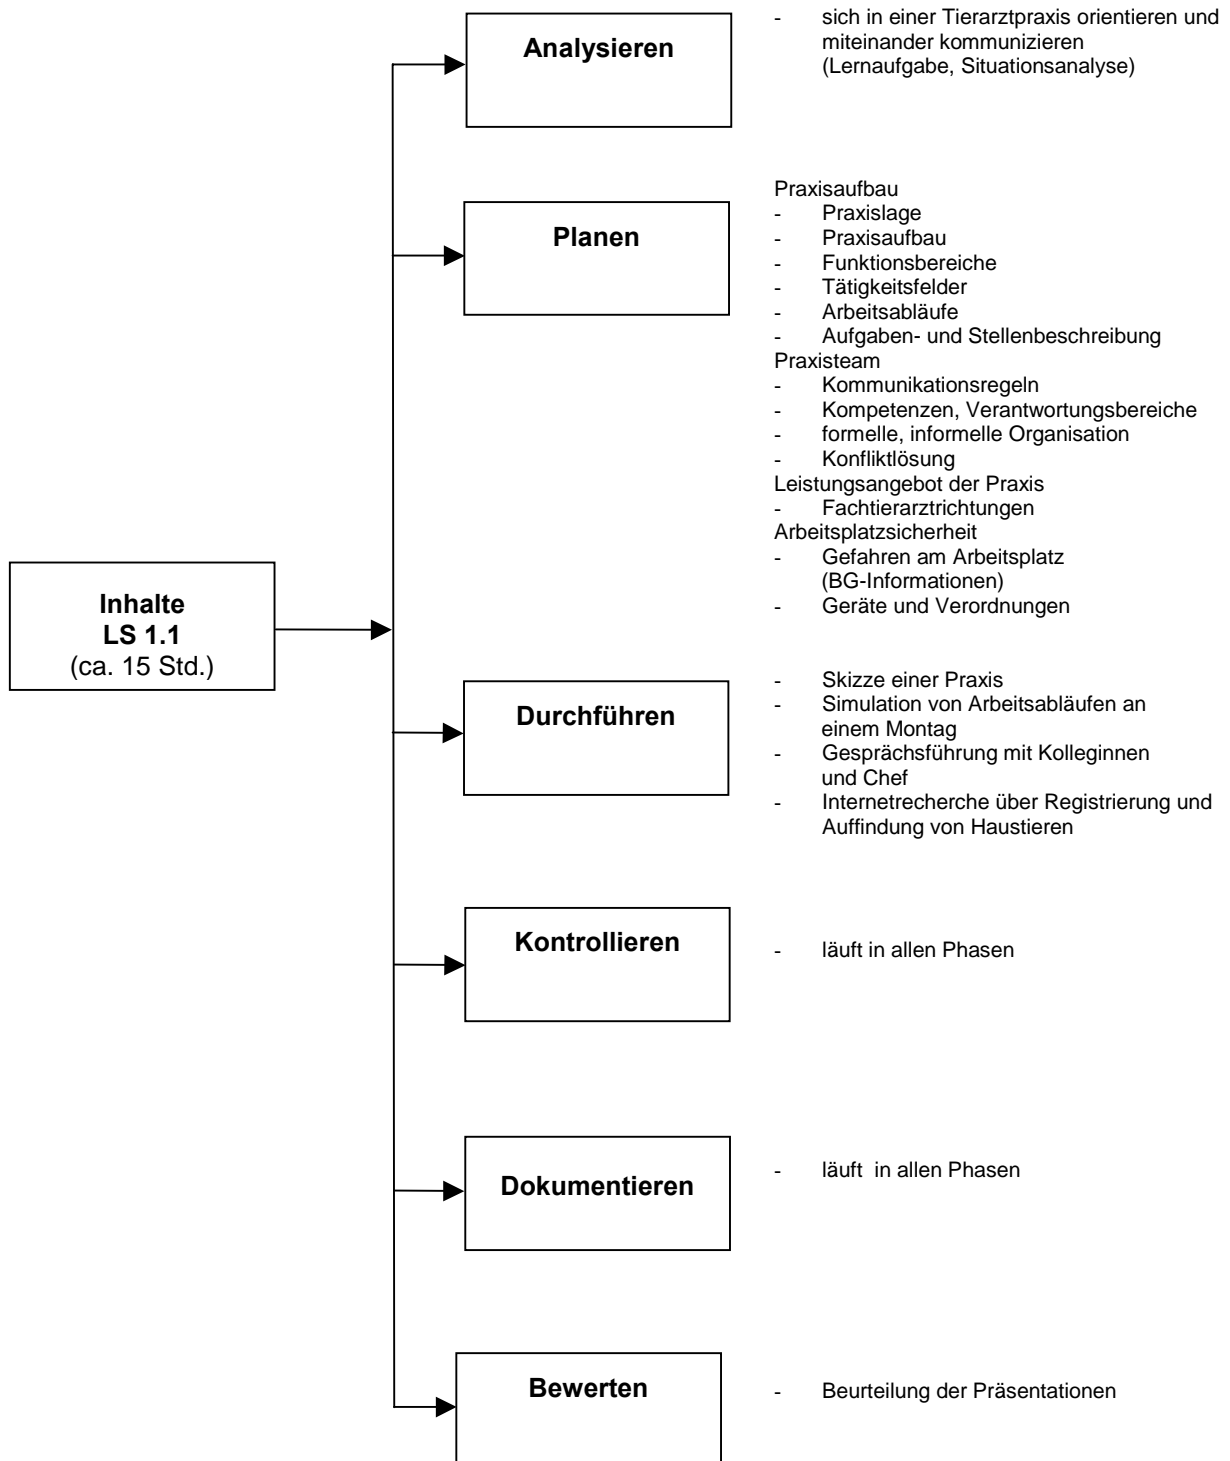 Analysieren
- sich in einer Tierarztpraxis orientieren und
miteinander kommunizieren
(Lernaufgabe, Situationsanalyse)
Planen
Praxisaufbau
- Praxislage
- Praxisaufbau
- Funktionsbereiche
- Tätigkeitsfelder
- Arbeitsabläufe
- Aufgaben- und Stellenbeschreibung
Praxisteam
- Kommunikationsregeln
- Kompetenzen, Verantwortungsbereiche
- formelle, informelle Organisation
- Konfliktlösung
Leistungsangebot der Praxis
- Fachtierarztrichtungen
Arbeitsplatzsicherheit
- Gefahren am Arbeitsplatz
(BG-Informationen)
- Geräte und Verordnungen
Inhalte
LS 1.1
(ca. 15 Std.)
Durchführen
- Skizze einer Praxis
- Simulation von Arbeitsabläufen an
einem Montag
- Gesprächsführung mit Kolleginnen
und Chef
- Internetrecherche über Registrierung und
Auffindung von Haustieren
Kontrollieren
- läuft in allen Phasen
Dokumentieren
- läuft in allen Phasen
Bewerten
- Beurteilung der Präsentationen